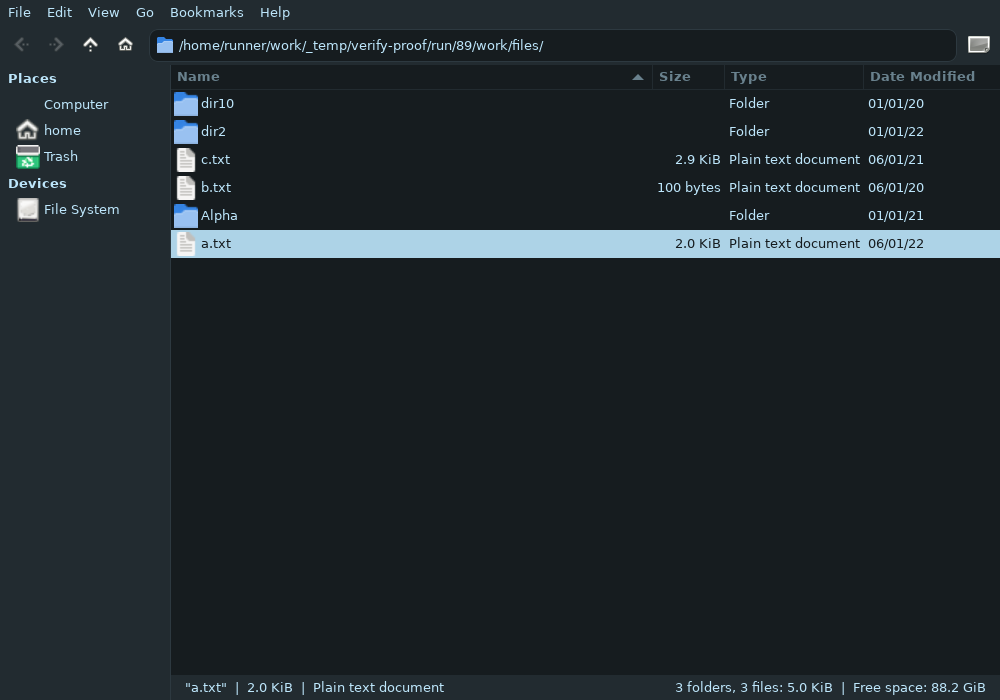 File Edit View Go Bookmarks Help
/home/runner/work/_temp/verify-proof/run/89/work/files/
Places
Computer
home
Trash
Devices
File System
Name Size Type Date Modified
dir10 Folder 01/01/20
dir2 Folder 01/01/22
c.txt 2.9 KiB Plain text document 06/01/21
b.txt 100 bytes Plain text document 06/01/20
Alpha Folder 01/01/21
a.txt 2.0 KiB Plain text document 06/01/22
"a.txt" | 2.0 KiB | Plain text document 3 folders, 3 files: 5.0 KiB | Free space: 88.2 GiB